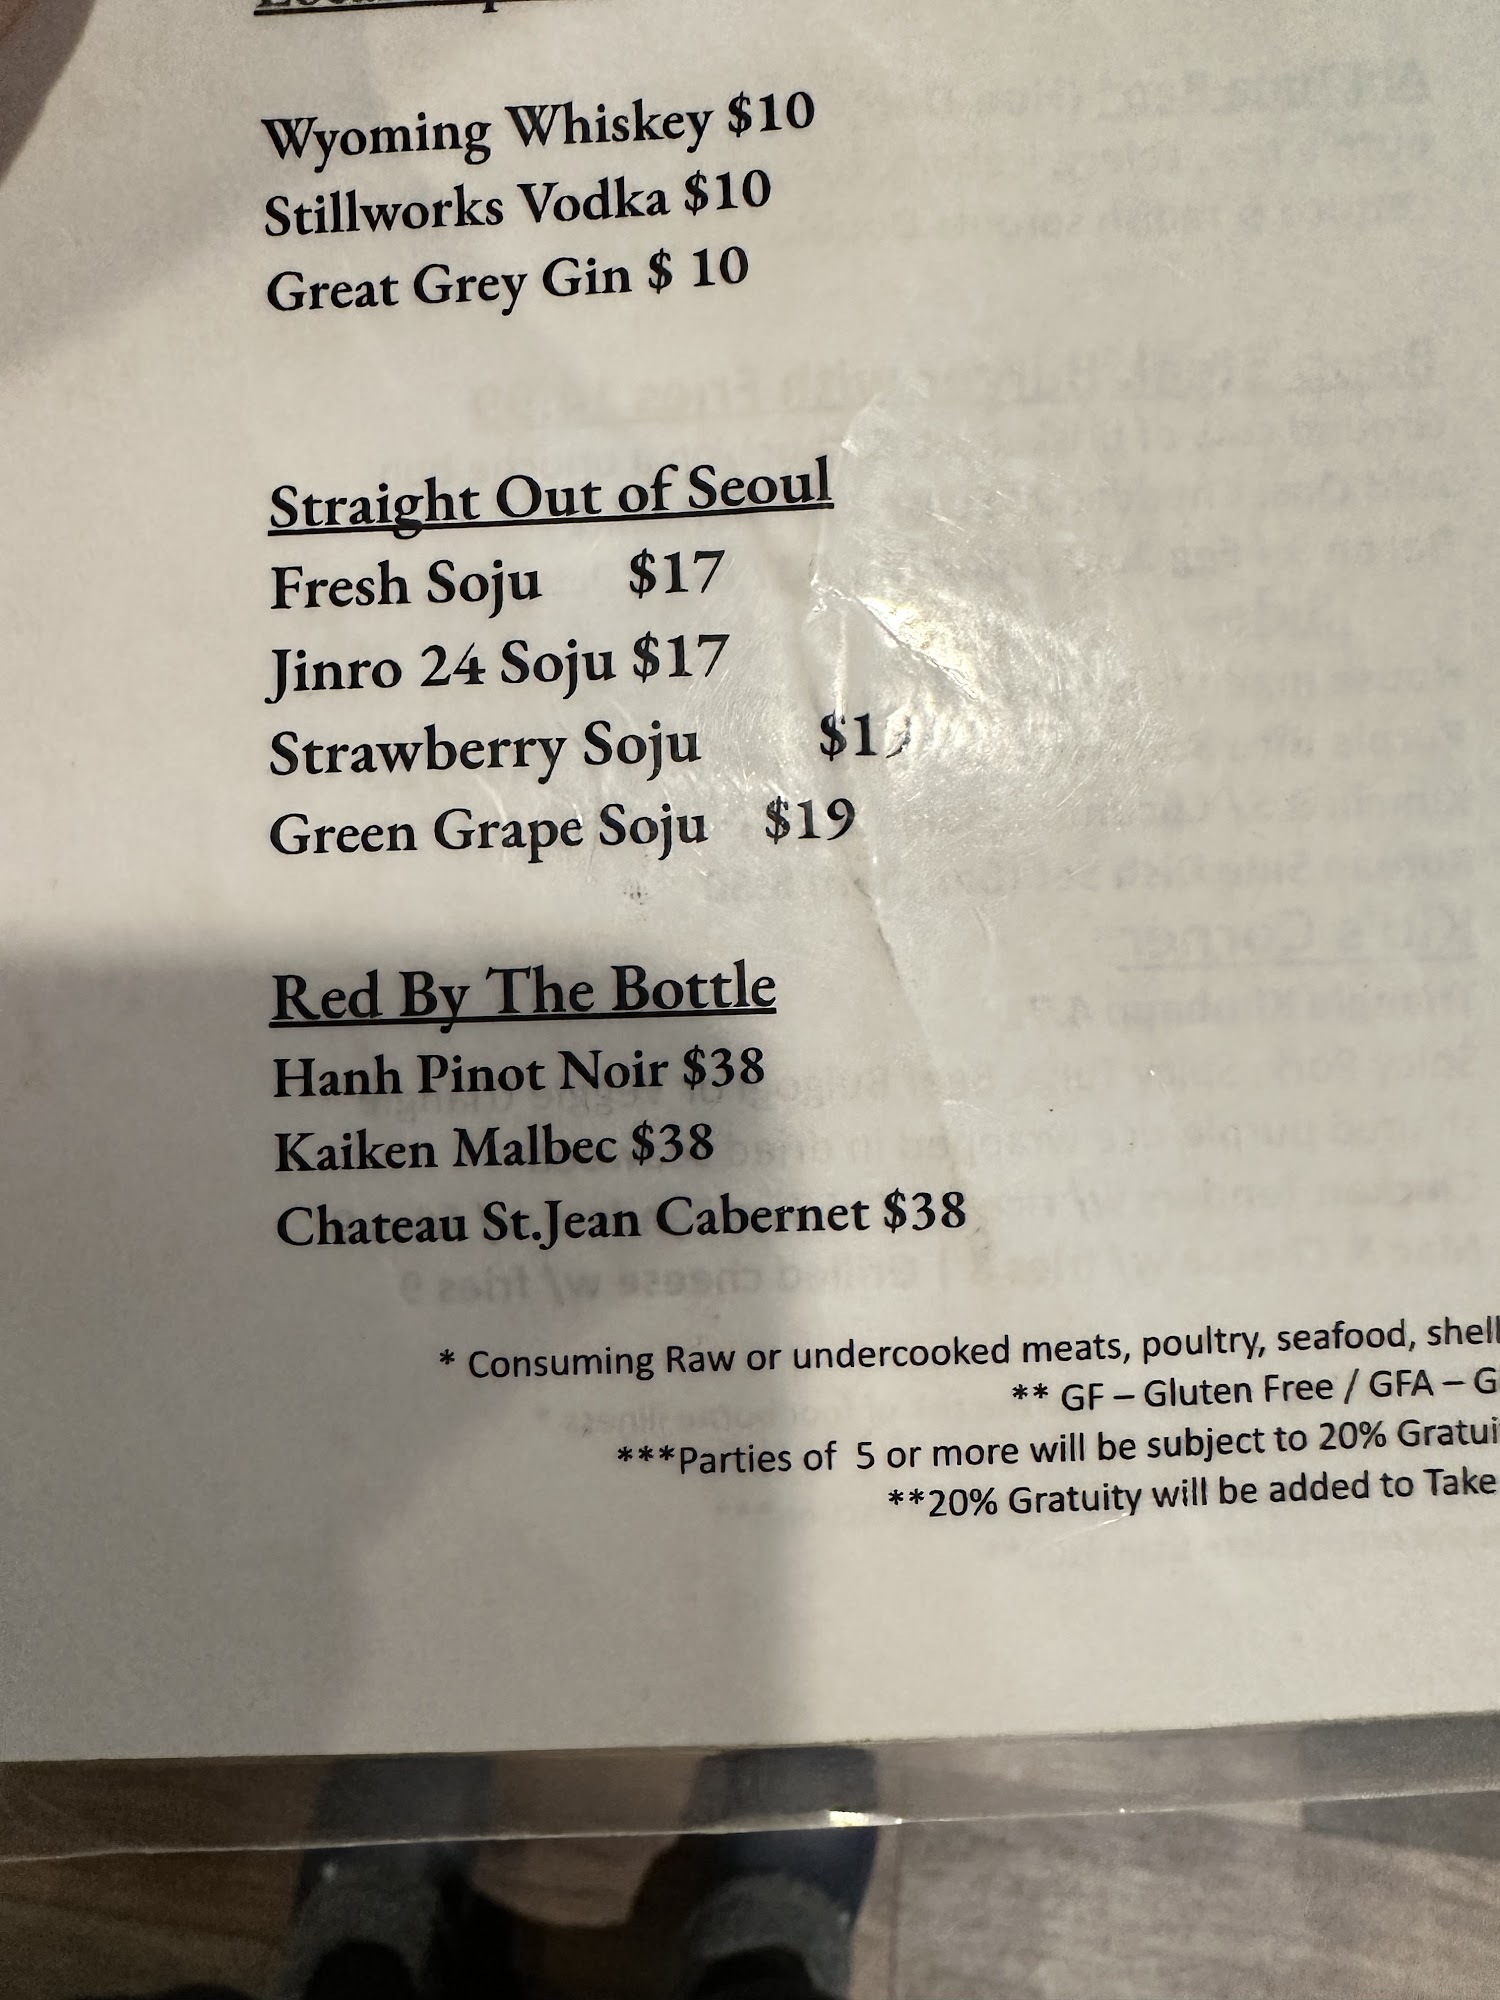 Wyoming Whiskey $10
Stillworks Vodka $10
Great Grey Gin $ 10
Straight Out of Seoul
Fresh Soju $17
Jinro 24 Soju $17
Strawberry Soju
Green Grape Soju $19
Red By The Bottle
Hanh Pinot Noir $38
Kaiken Malbec $38
Chateau St.Jean Cabernet $38
* Consuming Raw or undercooked meats, poultry, seafood, shell
** GF – Gluten Free / GFA – G
***Parties of 5 or more will be subject to 20% Gratui
**20% Gratuity will be added to Take